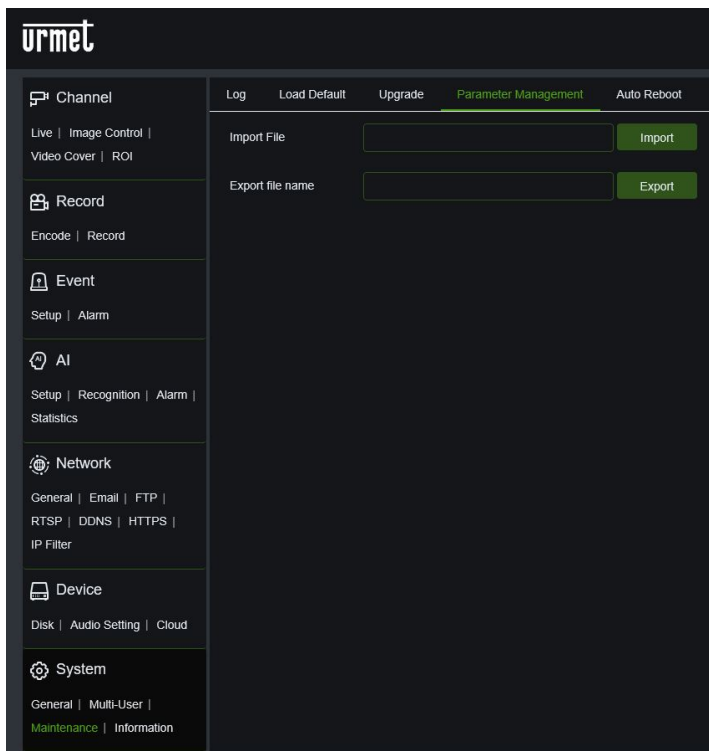 urmet
Channel
Live | Image Control |
Video Cover | ROI
Record
Encode | Record
Event
Setup | Alarm
AI
AI
Setup | Recognition | Alarm |
Statistics
Network
General | Email | FTP |
RTSP | DDNS | HTTPS |
IP Filter
Device
Disk | Audio Setting | Cloud
System
General | Multi-User |
Maintenance | Information
Log Load Default Upgrade Parameter Management Auto Reboot
Import File Import
Export file name Export